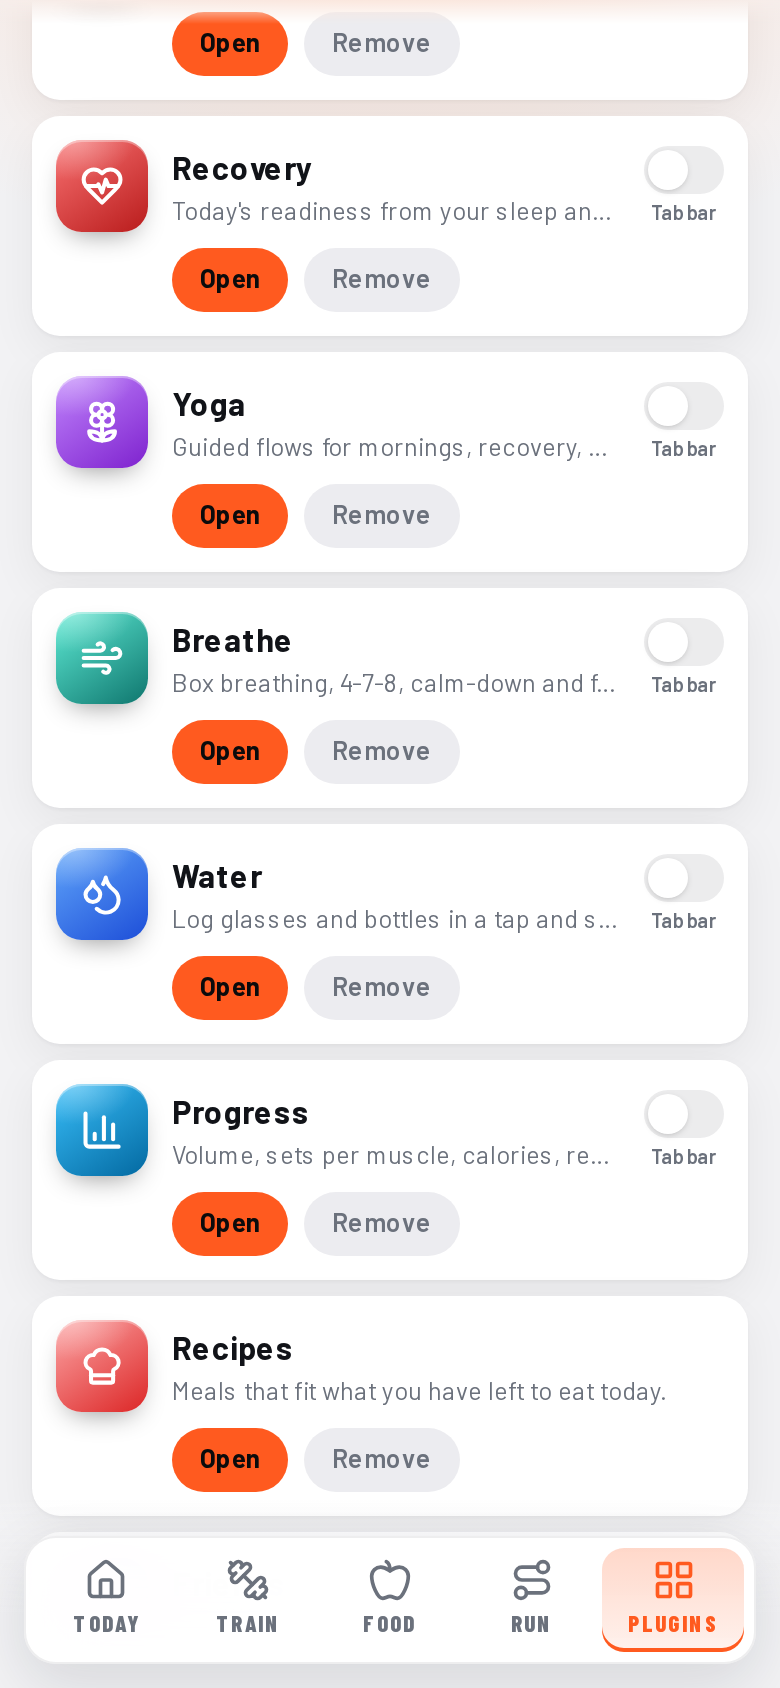 Open Remove
Recovery
Today's readiness from your sleep an...
Tab bar
Open Remove
Yoga
Guided flows for mornings, recovery, ...
Tab bar
Open Remove
Breathe
Box breathing, 4-7-8, calm-down and f...
Tab bar
Open Remove
Water
Log glasses and bottles in a tap and s...
Tab bar
Open Remove
Progress
Volume, sets per muscle, calories, re...
Tab bar
Open Remove
Recipes
Meals that fit what you have left to eat today.
Open Remove
TODAY TRAIN FOOD RUN PLUGINS